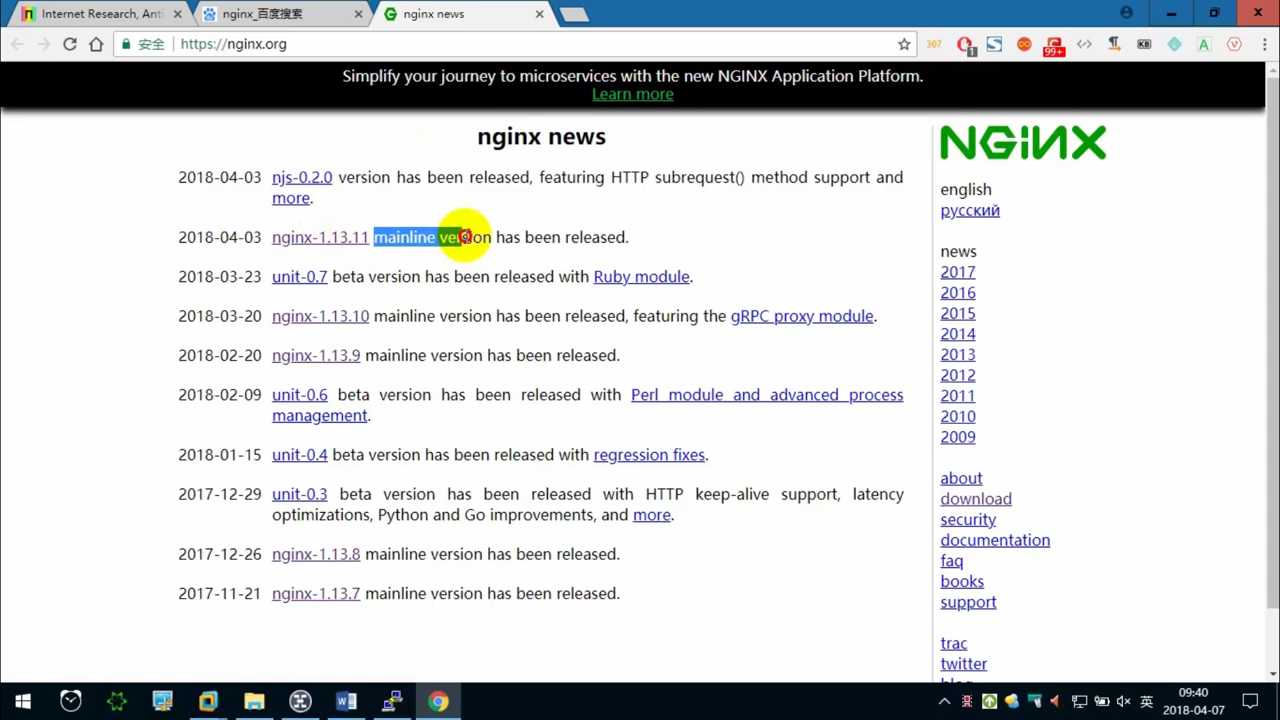 Internet Research, Anti
nginx_百度搜索
nginx news
安全
https://nginx.org
307
1
99+
KB
A
Simplify your journey to microservices with the new NGINX Application Platform.
Learn more
nginx news
2018-04-03 njs-0.2.0 version has been released, featuring HTTP subrequest() method support and
more.
2018-04-03 nginx-1.13.11 mainline version has been released.
2018-03-23 unit-0.7 beta version has been released with Ruby module.
2018-03-20 nginx-1.13.10 mainline version has been released, featuring the gRPC proxy module.
2018-02-20 nginx-1.13.9 mainline version has been released.
2018-02-09 unit-0.6 beta version has been released with Perl module and advanced process
management.
2018-01-15 unit-0.4 beta version has been released with regression fixes.
2017-12-29 unit-0.3 beta version has been released with HTTP keep-alive support, latency
optimizations, Python and Go improvements, and more.
2017-12-26 nginx-1.13.8 mainline version has been released.
2017-11-21 nginx-1.13.7 mainline version has been released.
NGINX
english
русский
news
2017
2016
2015
2014
2013
2012
2011
2010
2009
about
download
security
documentation
faq
books
support
trac
twitter
英
09:40
2018-04-07